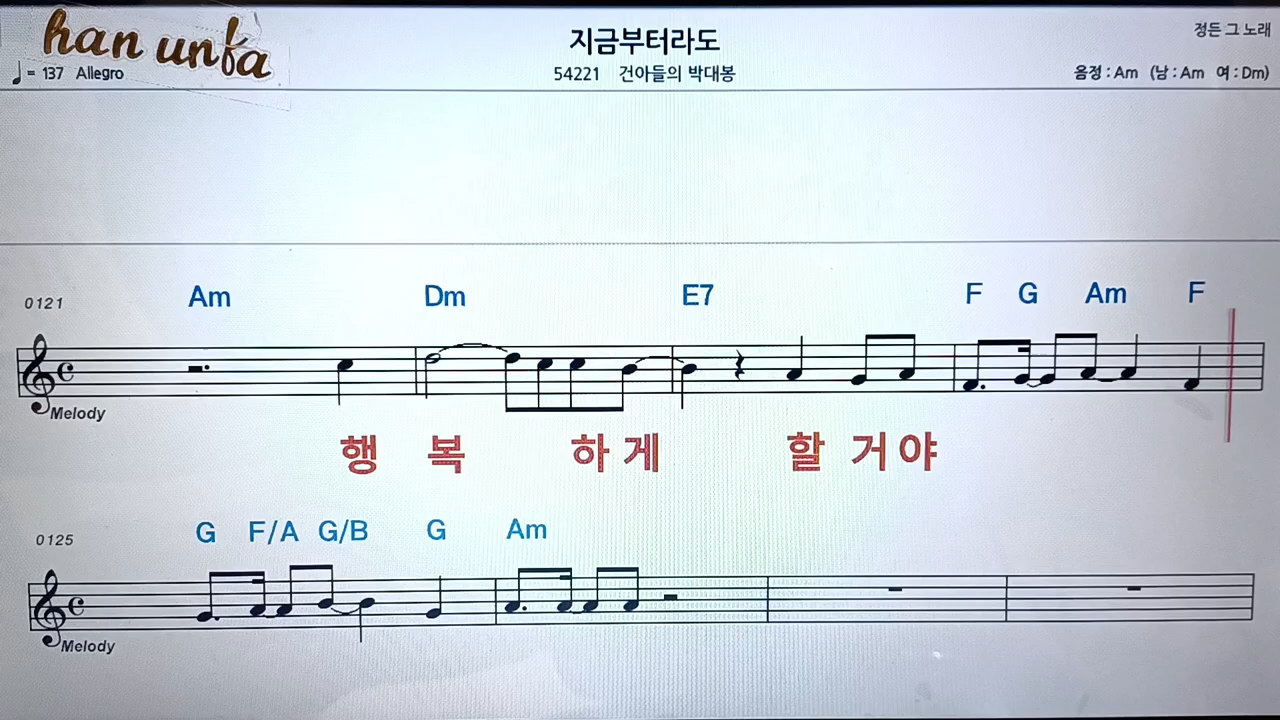 han unfa
지금부터라도
정든 그 노래
♩= 137 Allegro
54221 건아들의 박대봉
음정 : Am (남 : Am 여 : Dm)
0121 Am Dm E7 F G Am F
Melody
행 복 하 게 할 거 야
0125 G F/A G/B G Am
Melody